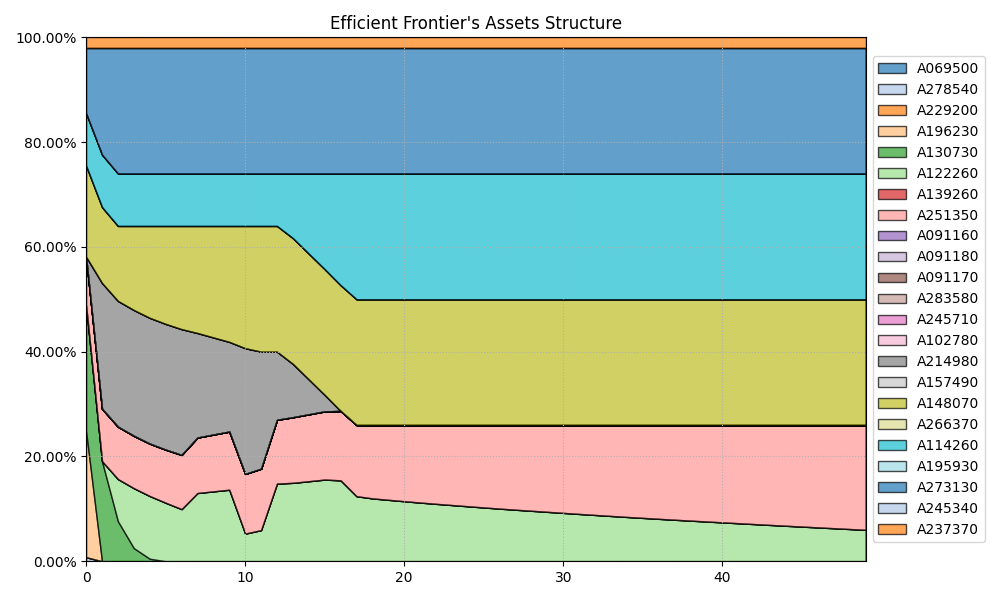 Efficient Frontier's Assets Structure
100.00%
80.00%
60.00%
40.00%
20.00%
0.00%
0 10 20 30 40
A069500
A278540
A229200
A196230
A130730
A122260
A139260
A251350
A091160
A091180
A091170
A283580
A245710
A102780
A214980
A157490
A148070
A266370
A114260
A195930
A273130
A245340
A237370